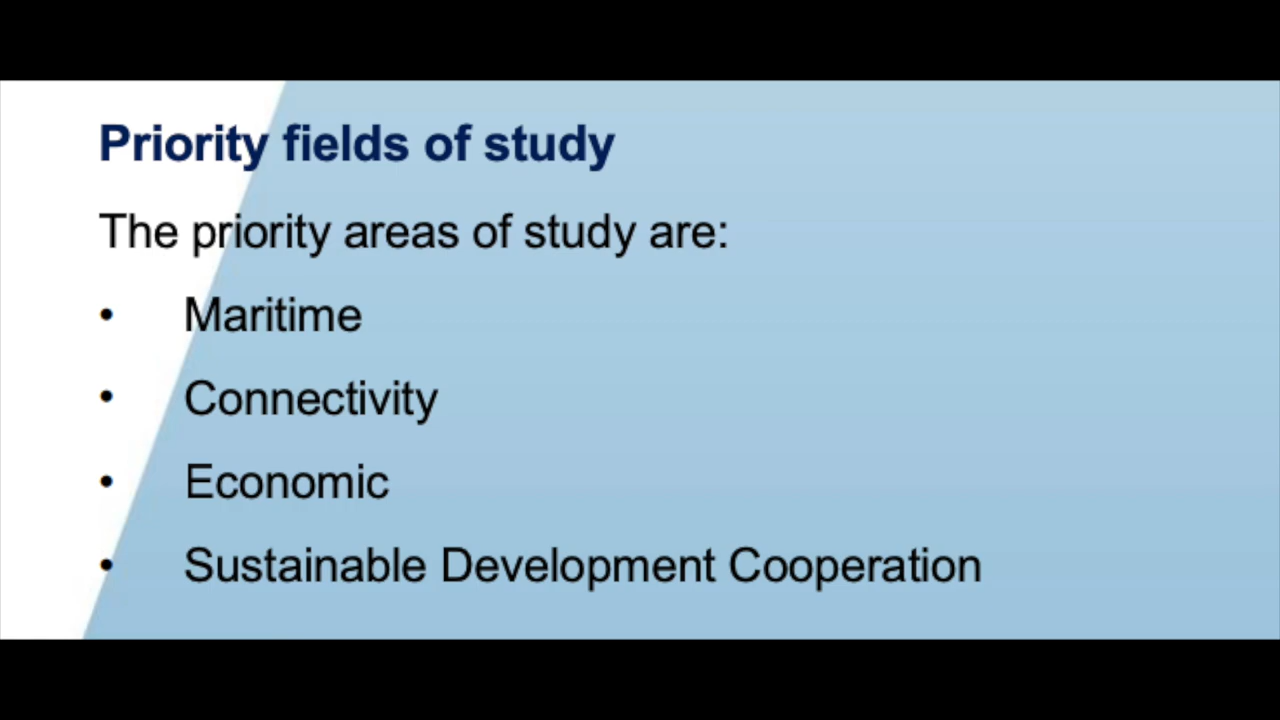 Priority fields of study
The priority areas of study are:
• Maritime
• Connectivity
• Economic
• Sustainable Development Cooperation